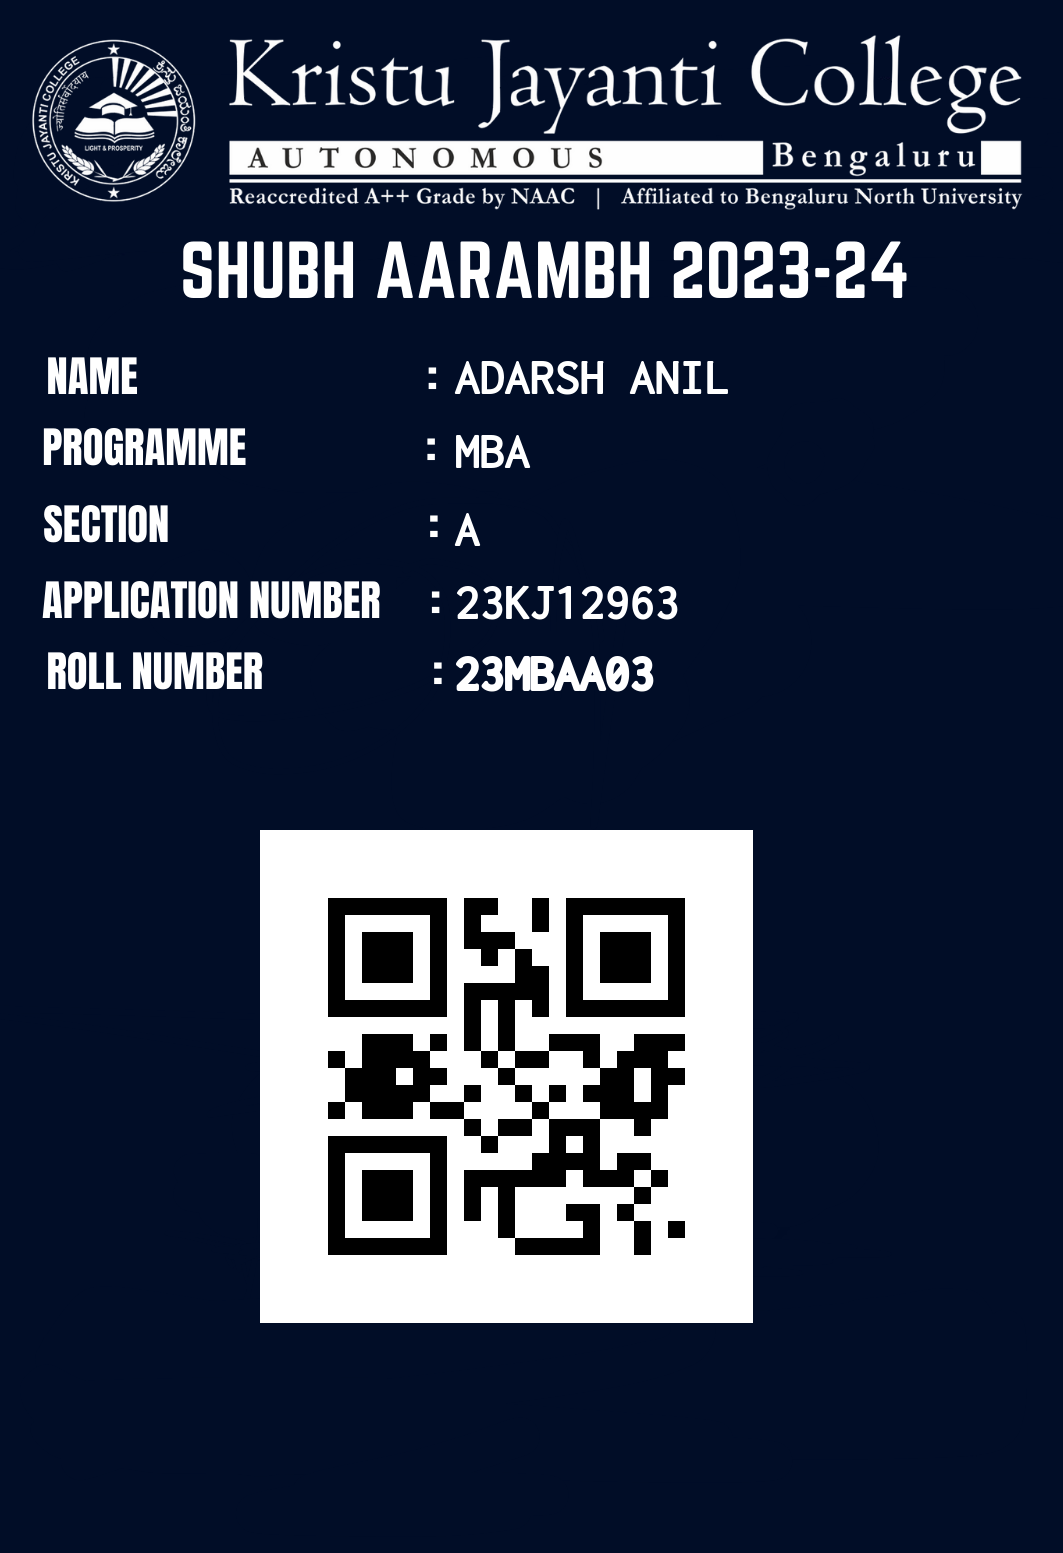 KRISTU JAYANTI COLLEGE
LIGHT & PROSPERITY
Kristu Jayanti College
AUTONOMOUS Bengaluru
Reaccredited A++ Grade by NAAC | Affiliated to Bengaluru North University
SHUBH AARAMBH 2023-24
NAME : ADARSH ANIL
PROGRAMME : MBA
SECTION : A
APPLICATION NUMBER : 23KJ12963
ROLL NUMBER : 23MBAA03